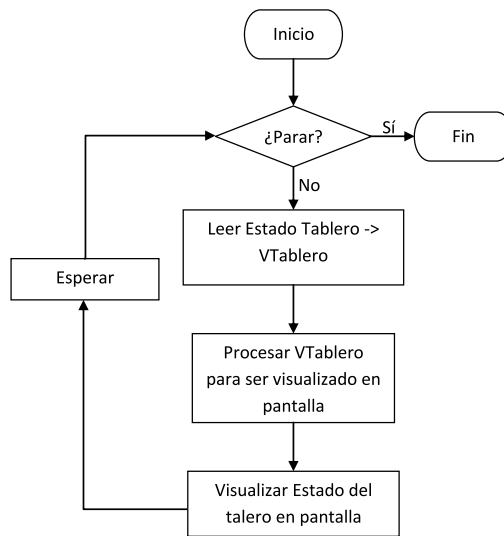 Inicio
¿Parar?
Sí
Fin
No
Leer Estado Tablero ->
VTablero
Esperar
Procesar VTablero
para ser visualizado en
pantalla
Visualizar Estado del
talero en pantalla